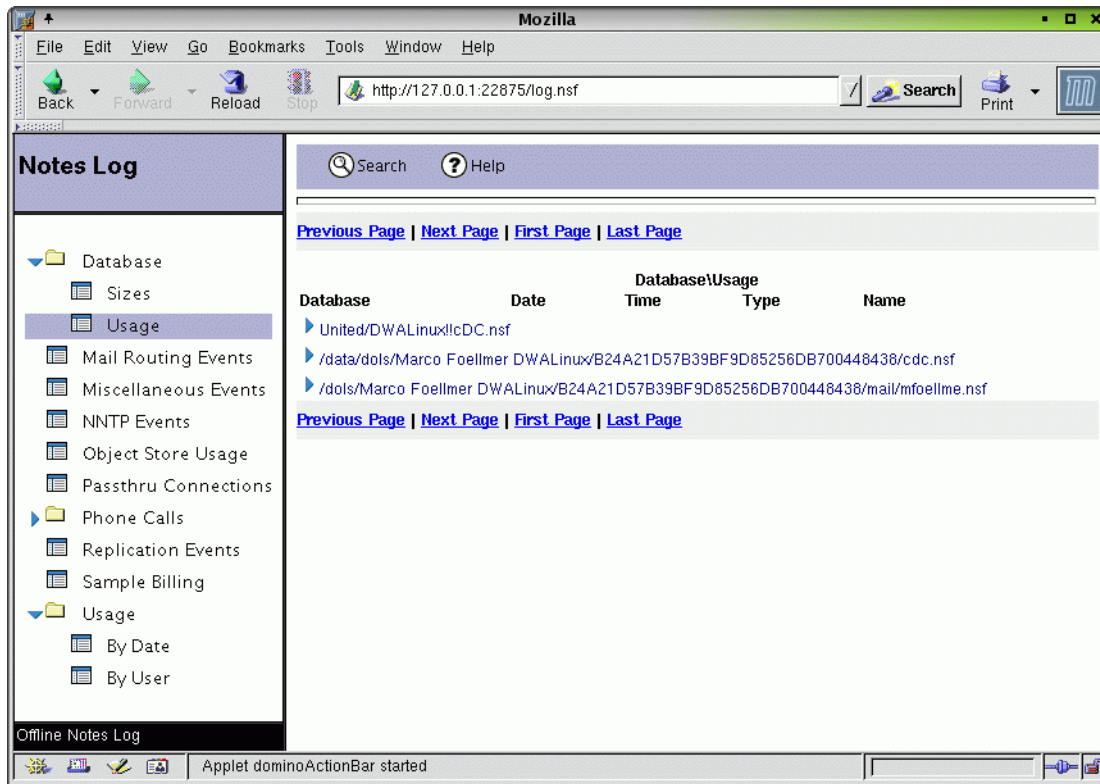 Mozilla
File Edit View Go Bookmarks Tools Window Help
Back Forward Reload Stop http://127.0.0.1:22875/log.nsf Search Print
Notes Log
Search Help
Previous Page | Next Page | First Page | Last Page
Database
Sizes
Usage
Mail Routing Events
Miscellaneous Events
NNTP Events
Object Store Usage
Passthru Connections
Phone Calls
Replication Events
Sample Billing
Usage
By Date
By User
Offline Notes Log
Database\Usage
Database Date Time Type Name
United/DWALinux!!cDC.nsf
/data/dols/Marco Foellmer DWALinux/B24A21D57B39BF9D85256DB700448438/cdc.nsf
/dols/Marco Foellmer DWALinux/B24A21D57B39BF9D85256DB700448438/mail/mfoellme.nsf
Previous Page | Next Page | First Page | Last Page
Applet dominoActionBar started